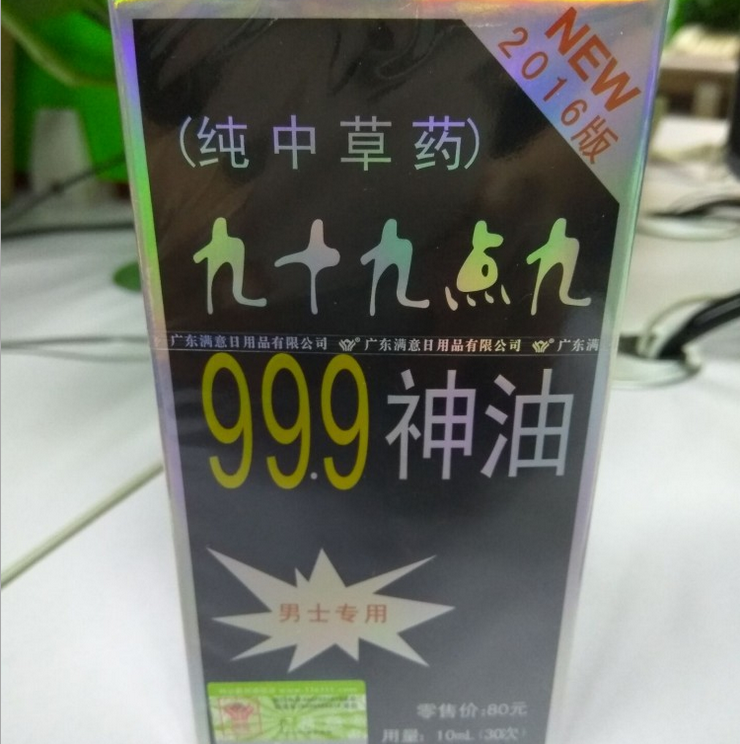 NEW
2016版
(纯中草药)
九十九点九
广东满意日用品有限公司 广东满意日用品有限公司 广东满
99.9神油
男士专用
零售价:80元
用量: 10mL(30次)